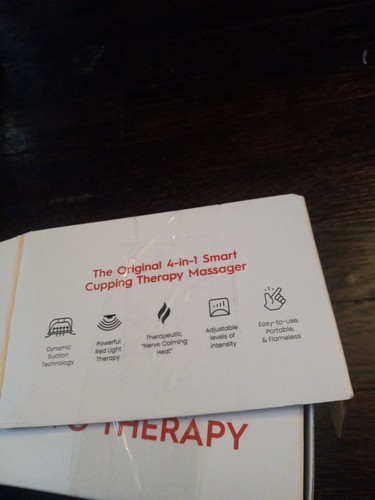 The Original 4-in-1 Smart
Cupping Therapy Massager
Dynamic
Suction
Technology
Powerful
Red Light
Therapy
Therapeutic,
"Nerve Calming
Heat"
Adjustable
levels of
intensity
Easy-to-use,
Portable,
& Flameless
THERAPY